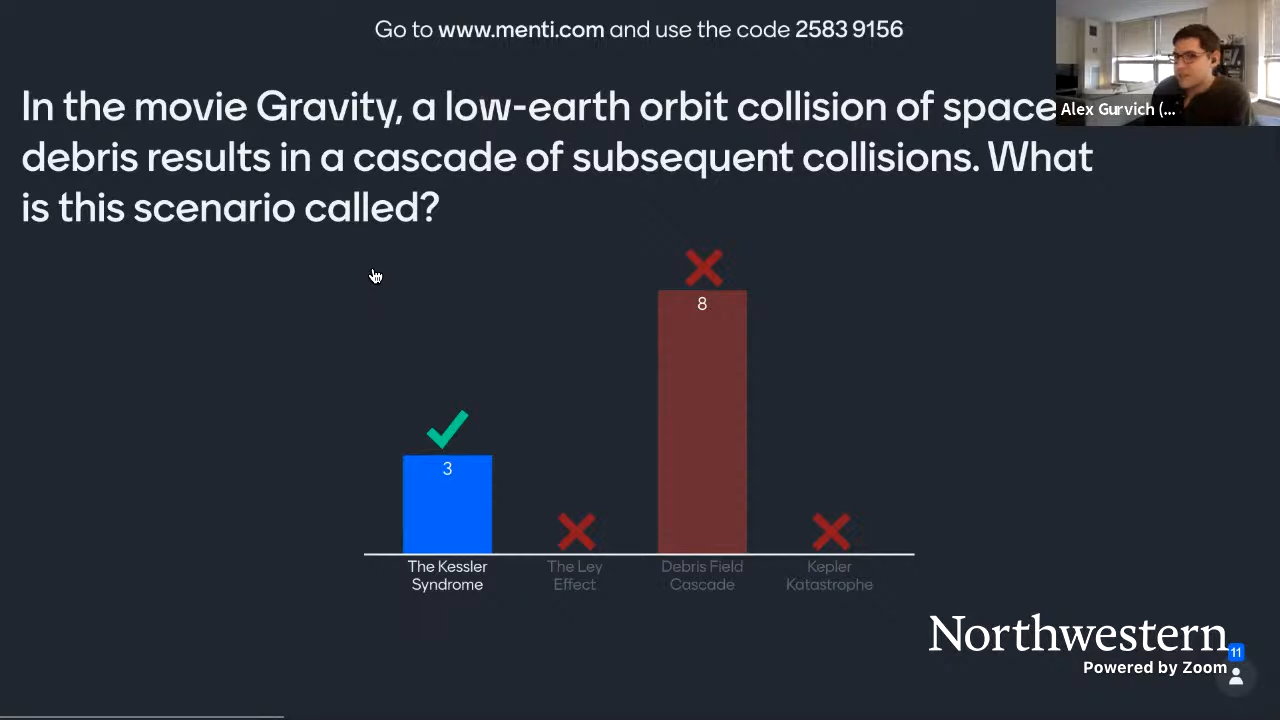 Go to www.menti.com and use the code 2583 9156
In the movie Gravity, a low-earth orbit collision of space
debris results in a cascade of subsequent collisions. What
is this scenario called?
Alex Gurvich (...
8
3
The Kessler
Syndrome
The Ley
Effect
Debris Field
Cascade
Kepler
Katastrophe
Northwestern
Powered by Zoom
11